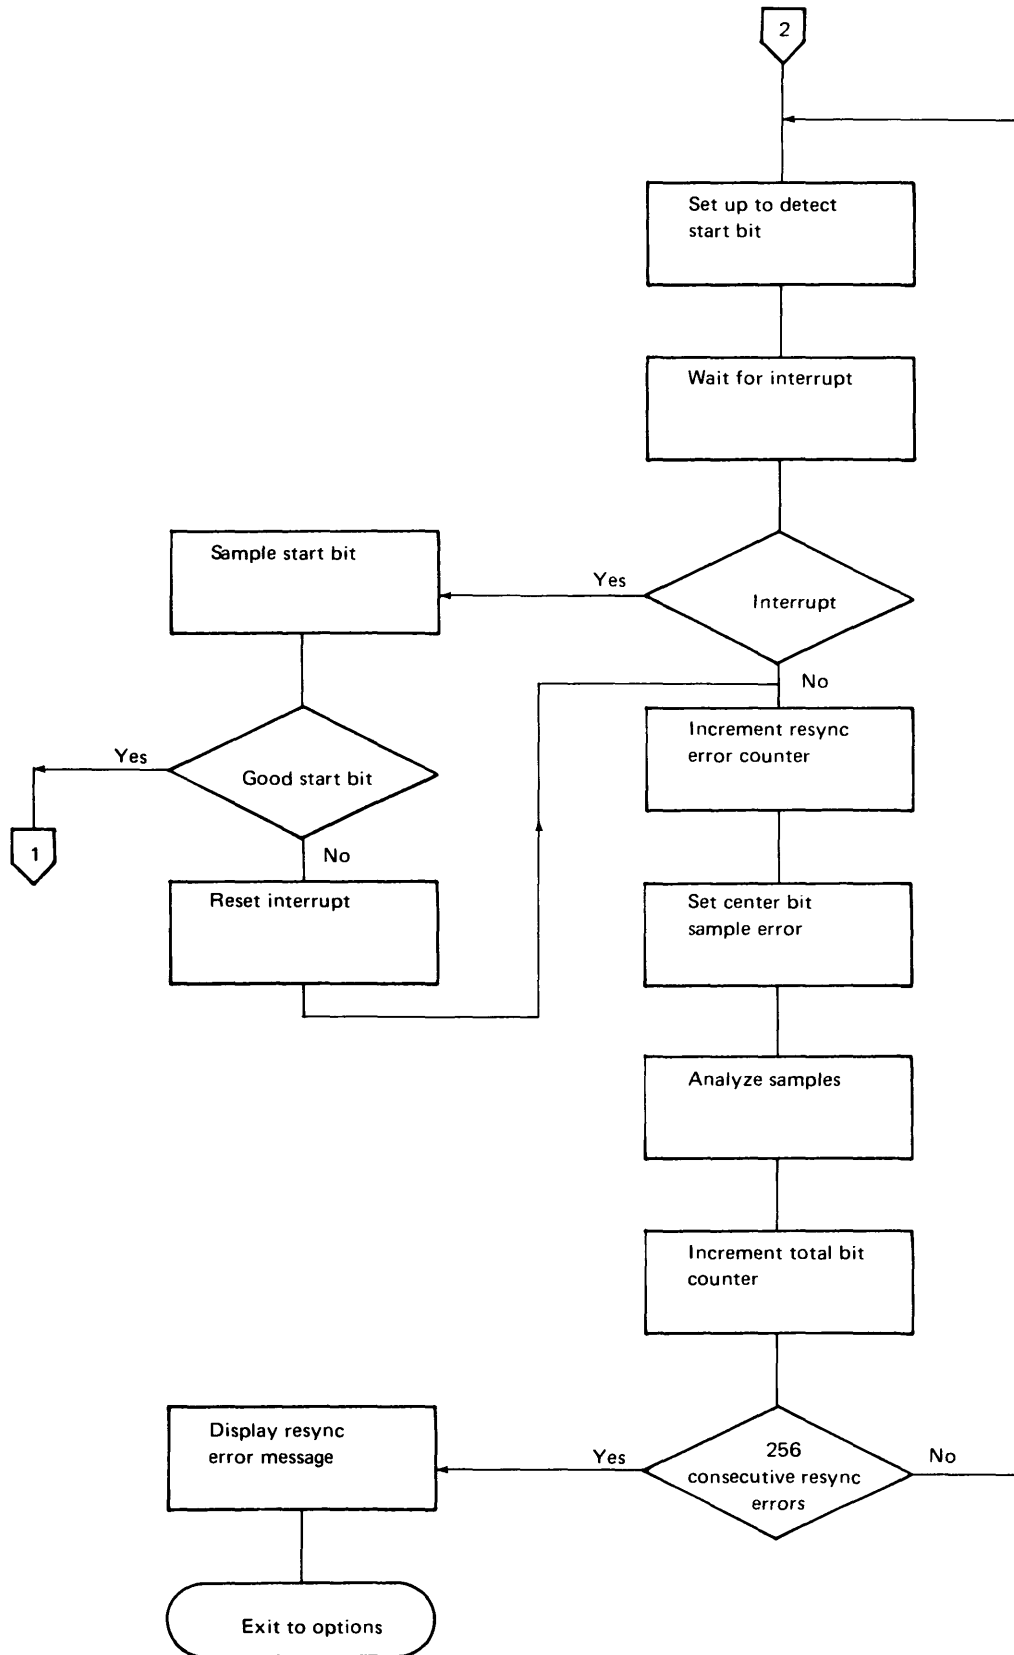 2
Set up to detect
start bit
Wait for interrupt
Sample start bit
Yes
Interrupt
No
Increment resync
error counter
Yes
Good start bit
1
No
Reset interrupt
Set center bit
sample error
Analyze samples
Increment total bit
counter
Display resync
error message
Yes
256
consecutive resync
errors
No
Exit to options